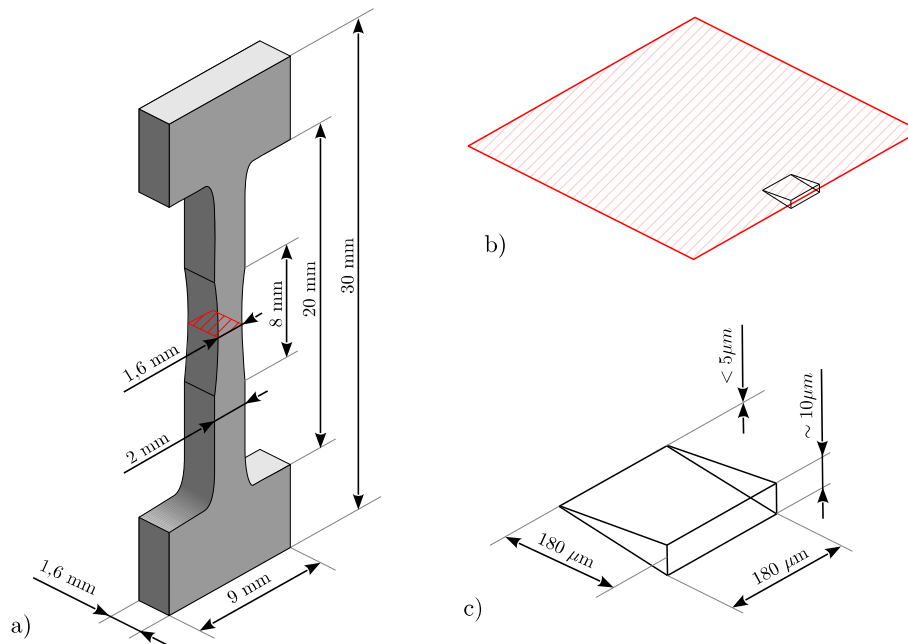 30 mm
20 mm
8 mm
1,6 mm
2 mm
1,6 mm
9 mm
a)
b)
< 5μm
~ 10μm
180 μm
180 μm
c)